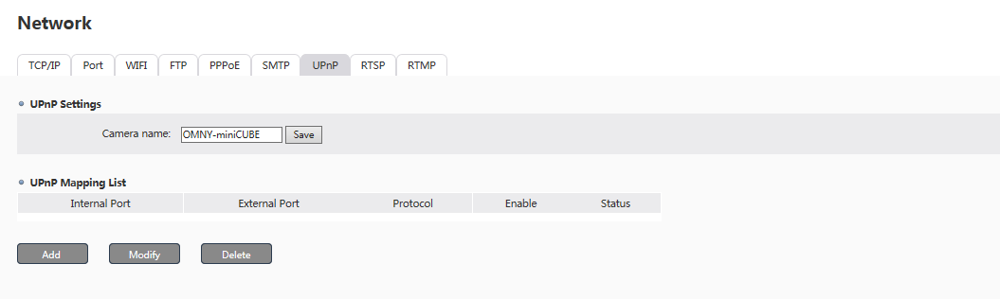 Network
TCP/IP Port WIFI FTP PPPoE SMTP UPnP RTSP RTMP
UPnP Settings
Camera name: OMNY-miniCUBE Save
UPnP Mapping List
Internal Port External Port Protocol Enable Status
Add Modify Delete